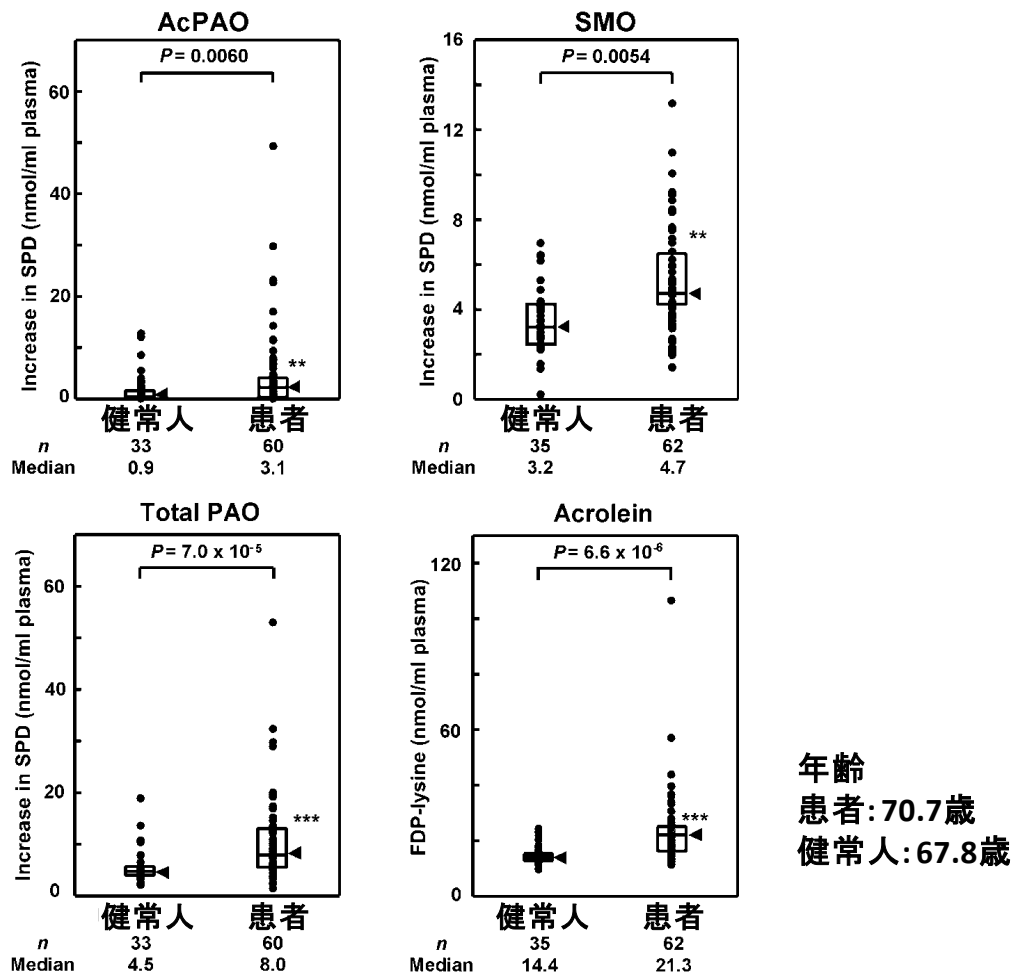 AcPAO
P = 0.0060
Increase in SPD (nmol/ml plasma)
60
40
20
0
**
健常人 患者
n 33 60
Median 0.9 3.1
SMO
P = 0.0054
Increase in SPD (nmol/ml plasma)
16
12
8
4
0
**
健常人 患者
n 35 62
Median 3.2 4.7
Total PAO
P = 7.0 x 10⁻⁵
Increase in SPD (nmol/ml plasma)
60
40
20
0
***
健常人 患者
n 33 60
Median 4.5 8.0
Acrolein
P = 6.6 x 10⁻⁶
FDP-lysine (nmol/ml plasma)
120
60
0
***
健常人 患者
n 35 62
Median 14.4 21.3
年齢
患者：70.7歳
健常人：67.8歳